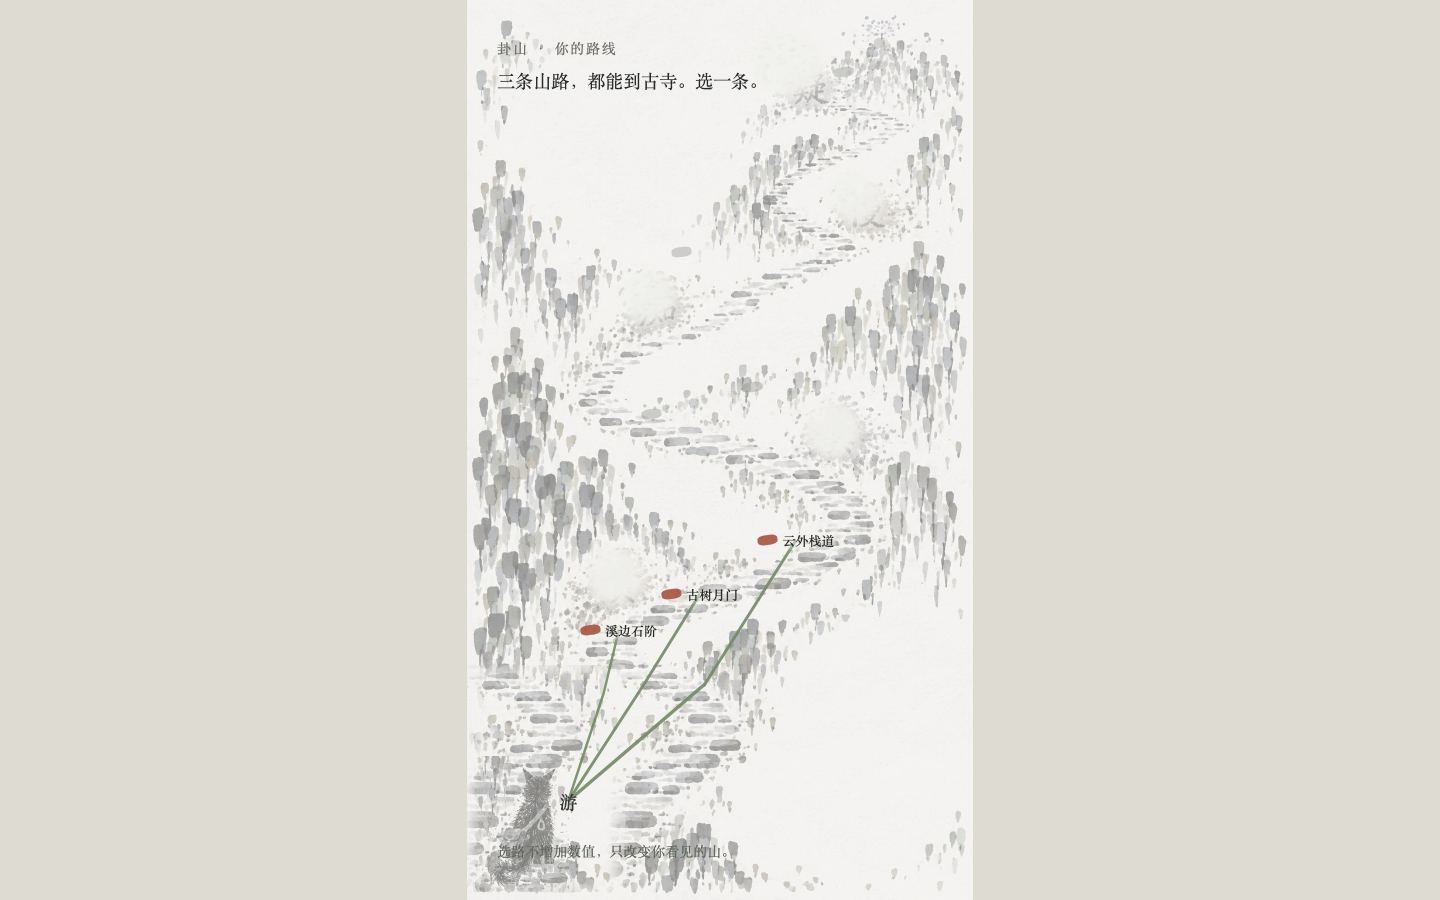 卦山 · 你的路线
三条山路，都能到古寺。选一条。
云外栈道
古树月门
溪边石阶
游
选路不增加数值，只改变你看见的山。